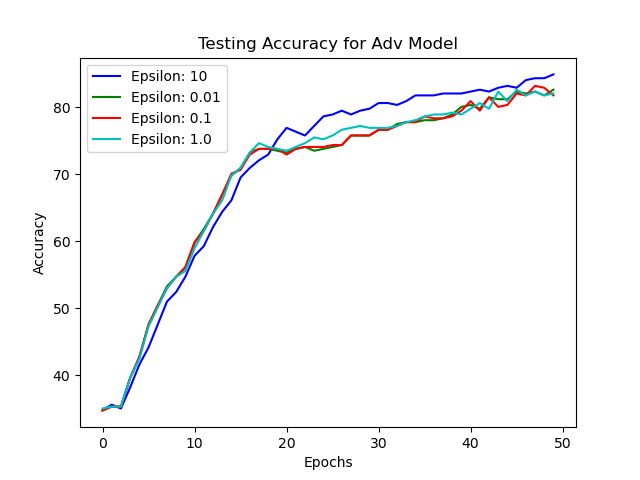 Testing Accuracy for Adv Model
Epsilon: 10
Epsilon: 0.01
Epsilon: 0.1
Epsilon: 1.0
80
70
60
50
40
Accuracy
0 10 20 30 40 50
Epochs